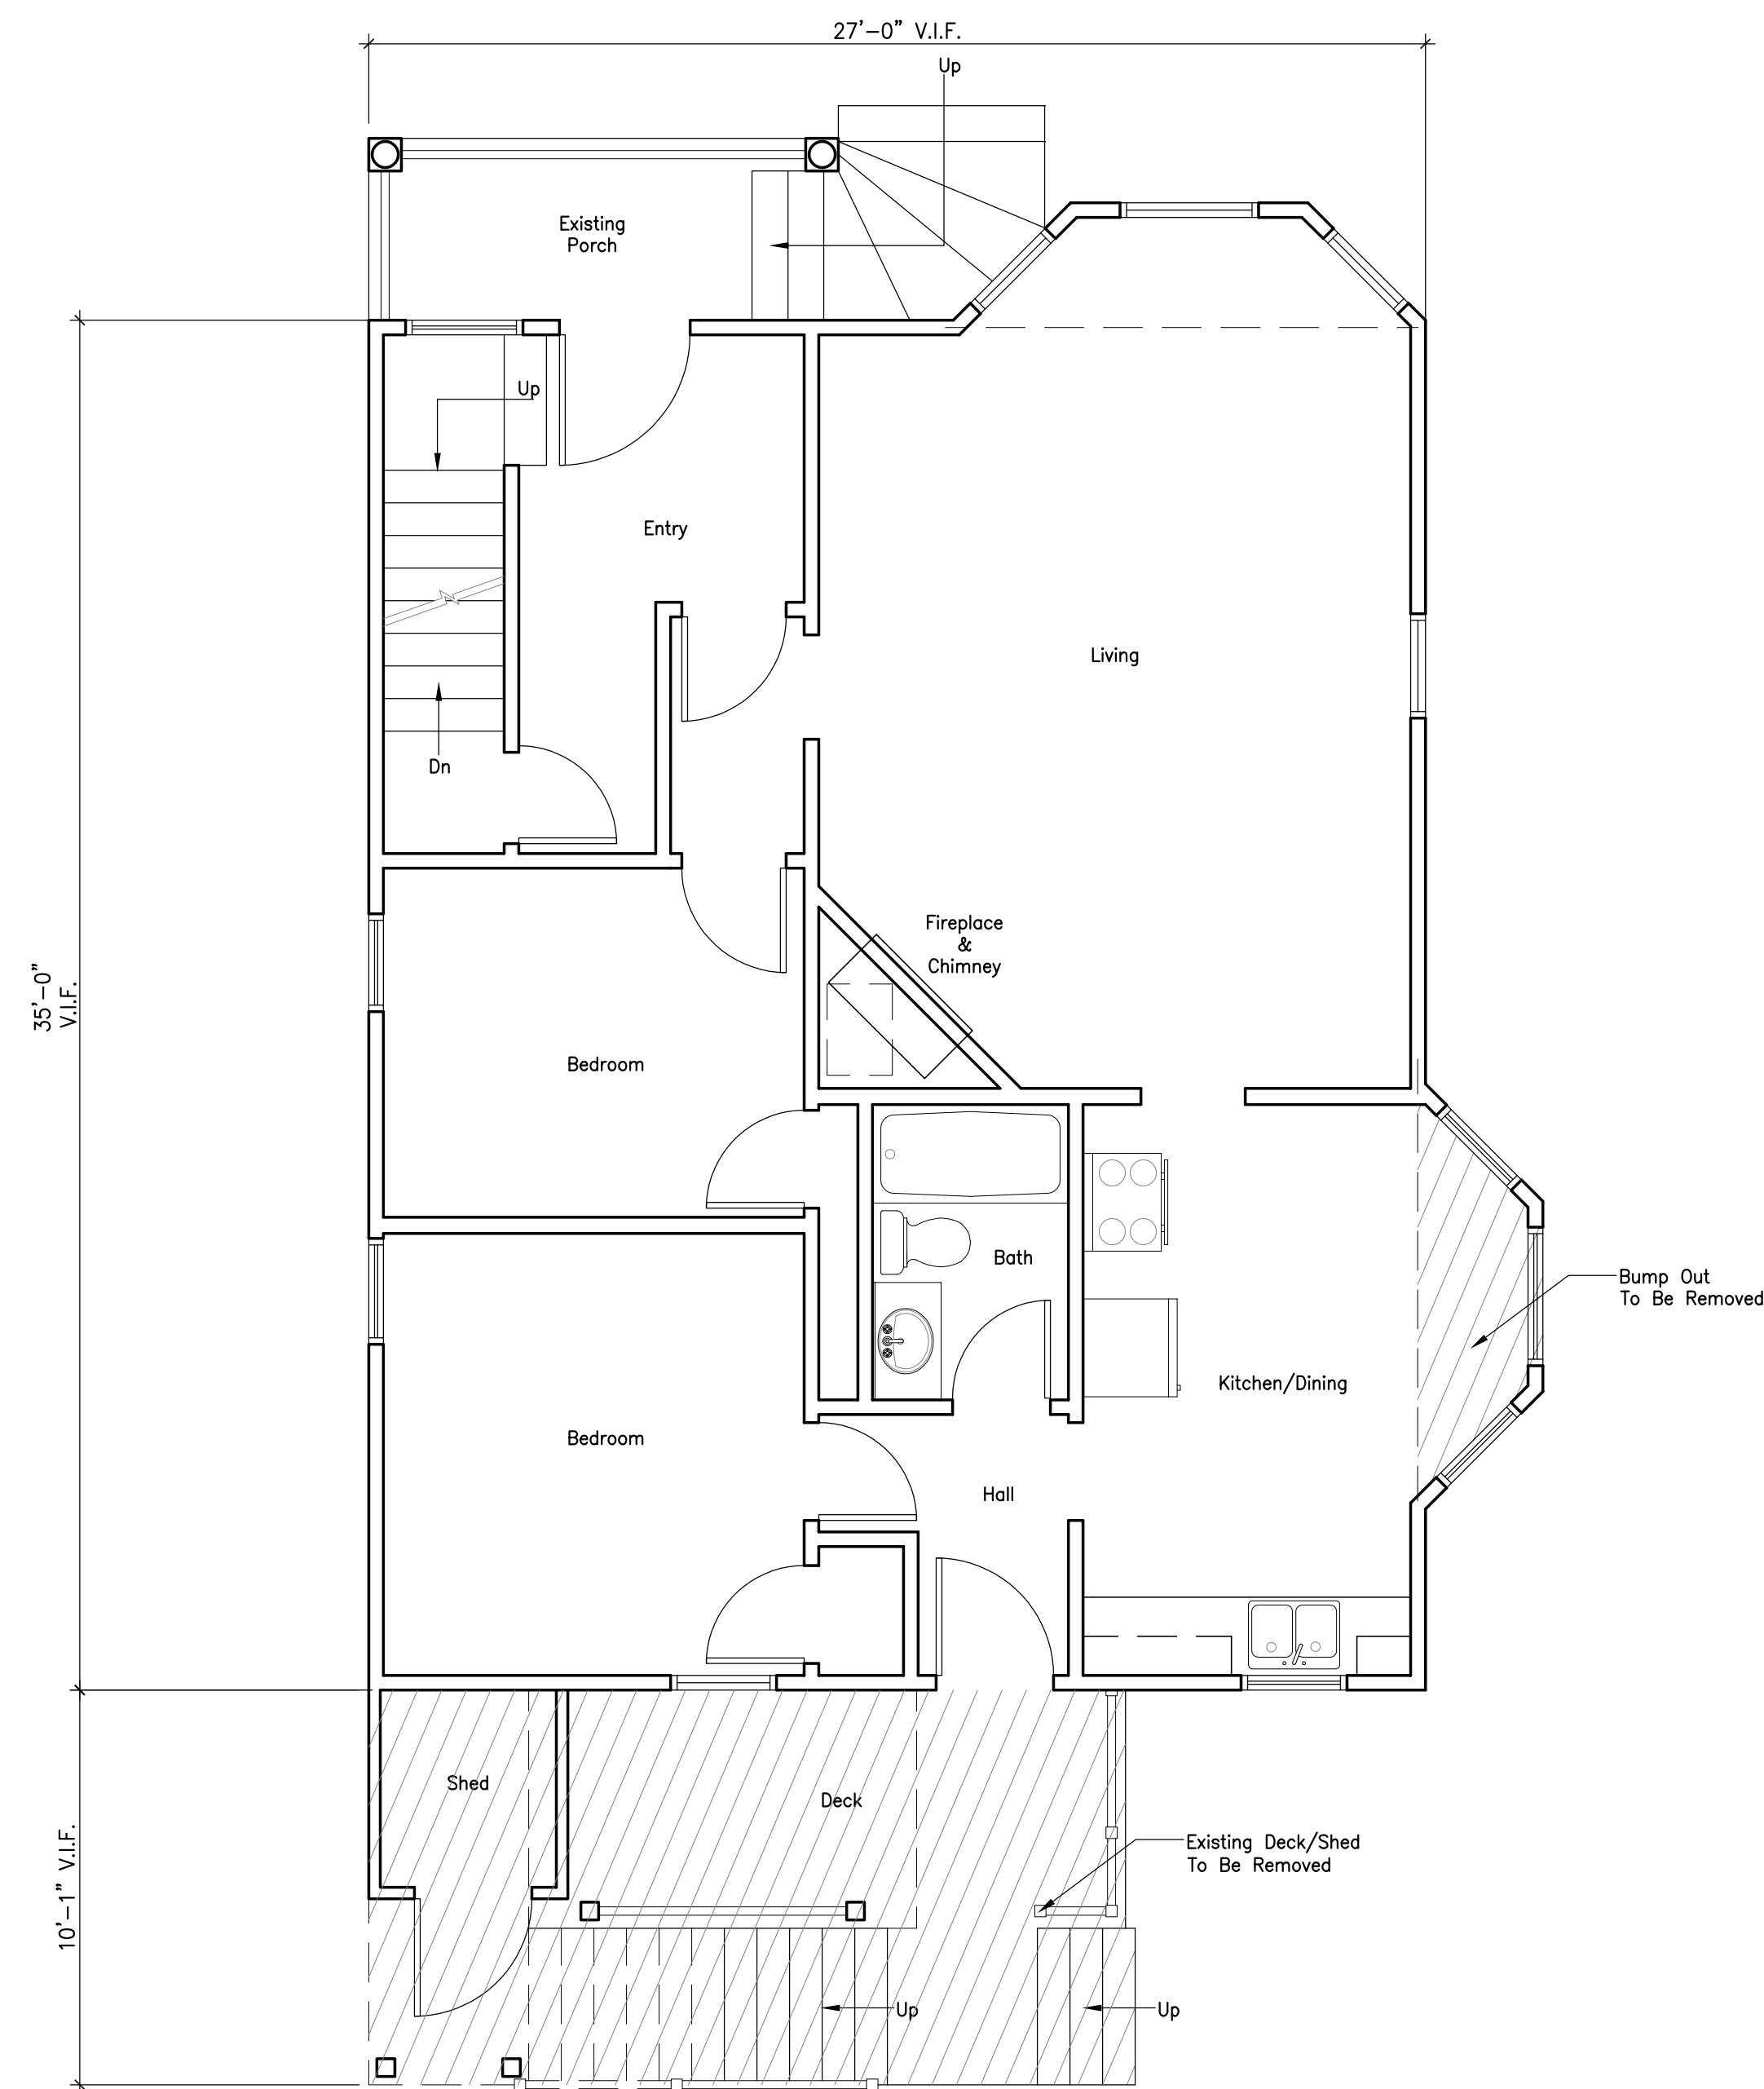 27'-0" V.I.F.
Up
Existing
Porch
Up
Entry
Living
Dn
Fireplace
&
Chimney
35'-0"
V.I.F.
Bedroom
Bath
Bump Out
To Be Removed
Kitchen/Dining
Bedroom
Hall
Shed
Deck
Existing Deck/Shed
To Be Removed
10'-1" V.I.F.
Up
Up